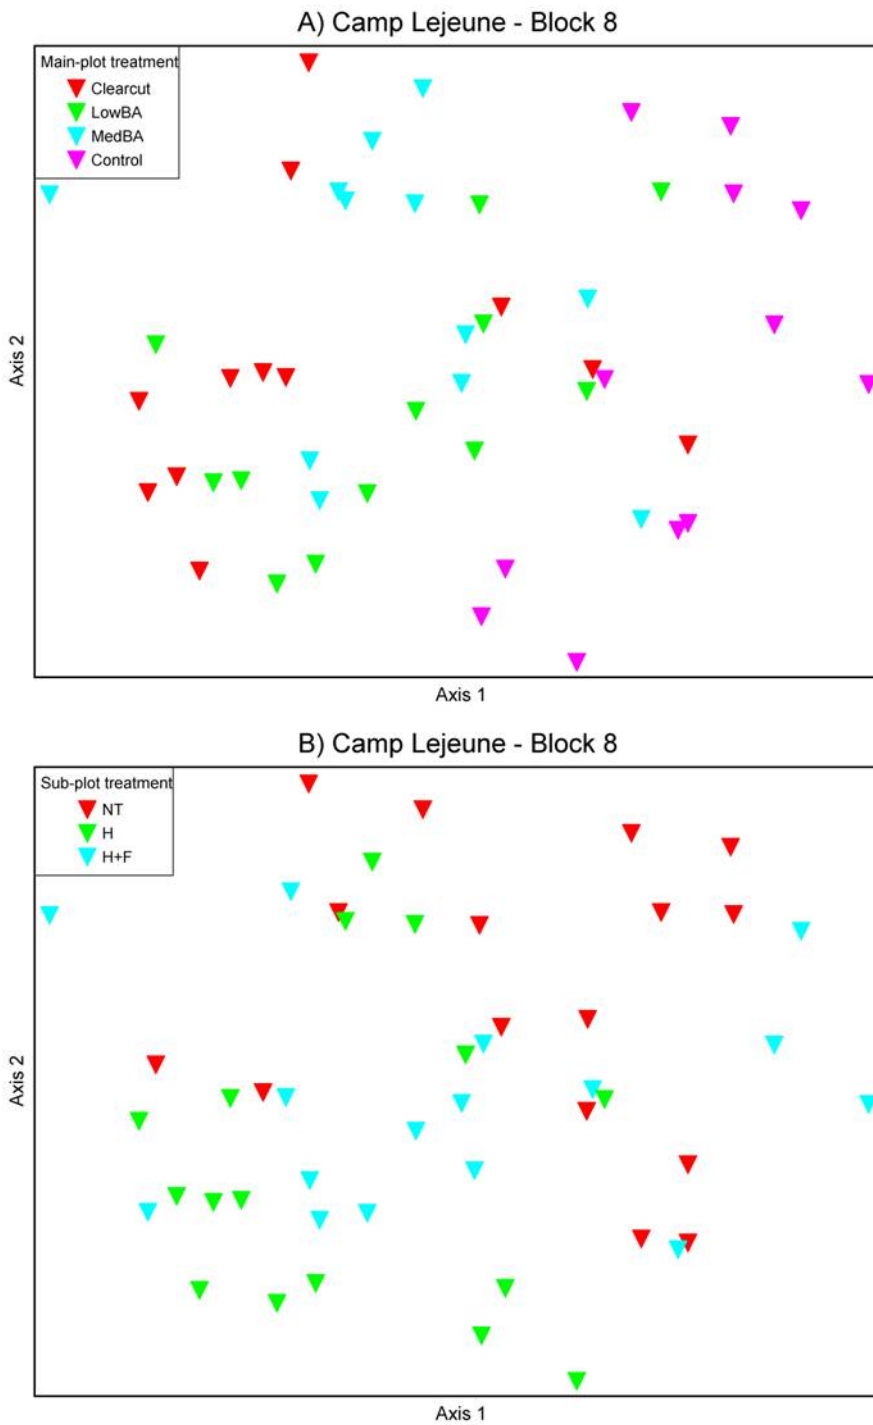 A) Camp Lejeune - Block 8
Main-plot treatment
Clearcut
LowBA
MedBA
Control
Axis 2
Axis 1
B) Camp Lejeune - Block 8
Sub-plot treatment
NT
H
H+F
Axis 2
Axis 1